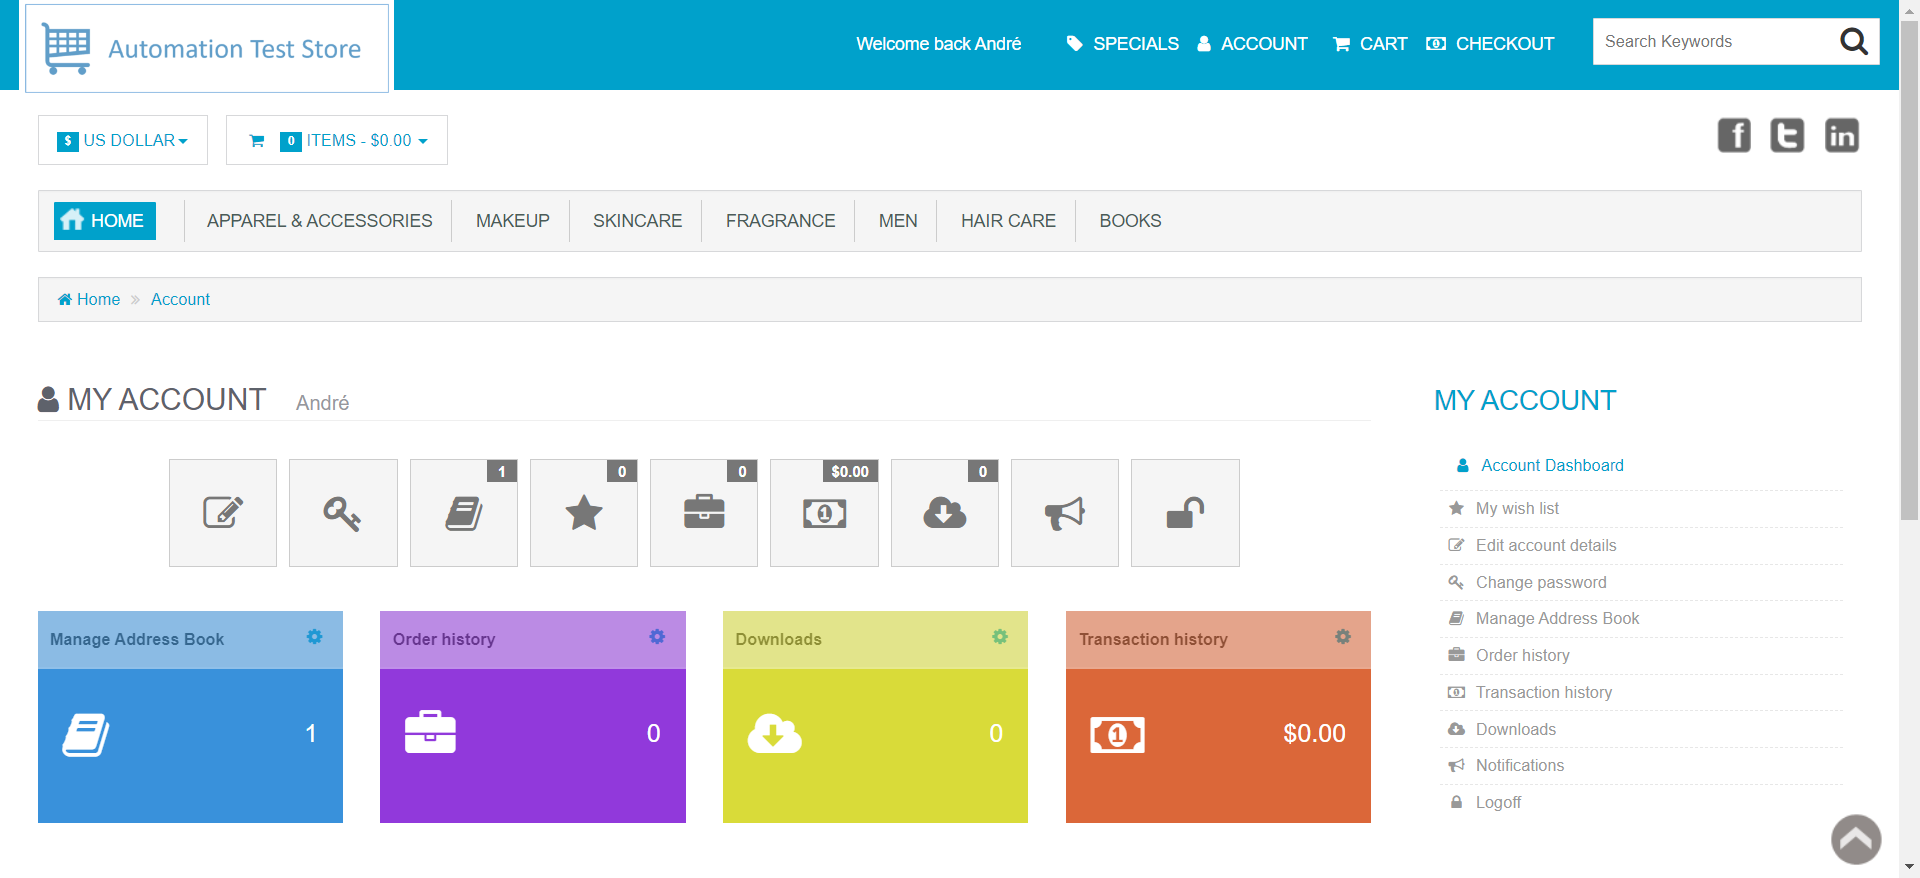 Automation Test Store
Welcome back André SPECIALS ACCOUNT CART CHECKOUT Search Keywords
$ US DOLLAR 0 ITEMS - $0.00
HOME APPAREL & ACCESSORIES MAKEUP SKINCARE FRAGRANCE MEN HAIR CARE BOOKS
Home » Account
MY ACCOUNT André
1 0 0 $0.00 0
Manage Address Book Order history Downloads Transaction history
1 0 0 $0.00
MY ACCOUNT
Account Dashboard
My wish list
Edit account details
Change password
Manage Address Book
Order history
Transaction history
Downloads
Notifications
Logoff